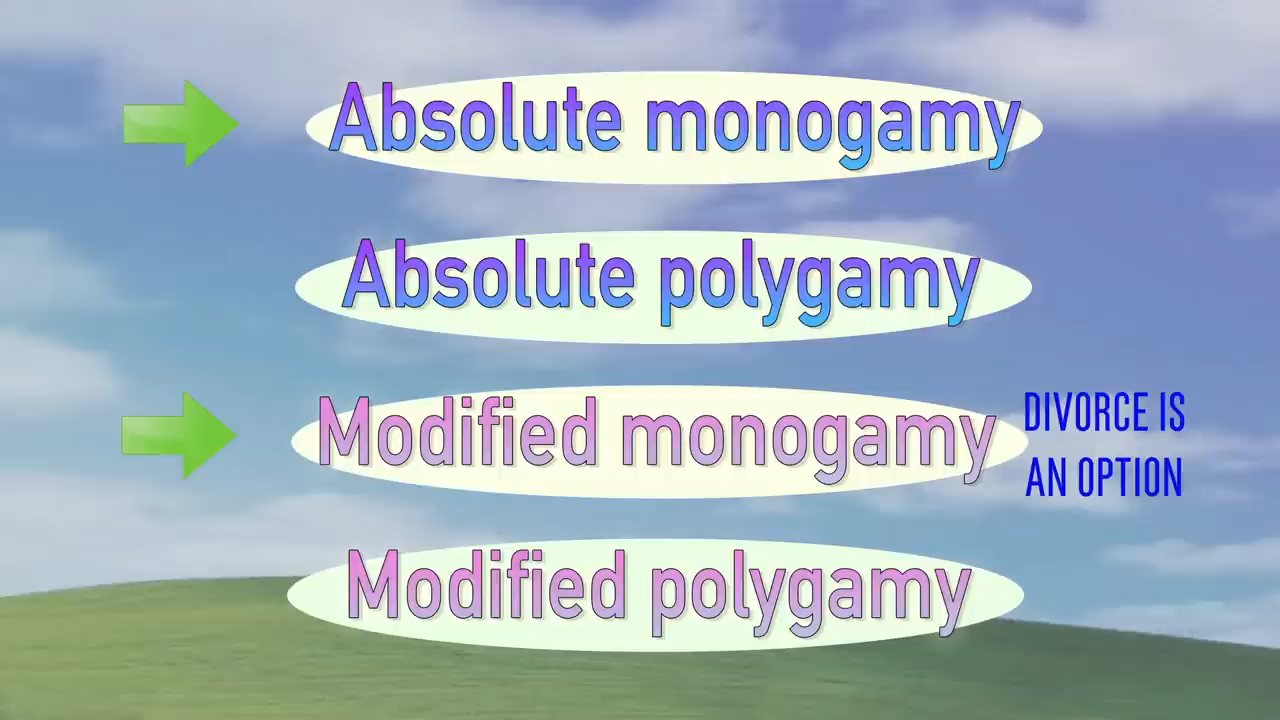 Absolute monogamy
Absolute polygamy
Modified monogamy
DIVORCE IS
AN OPTION
Modified polygamy